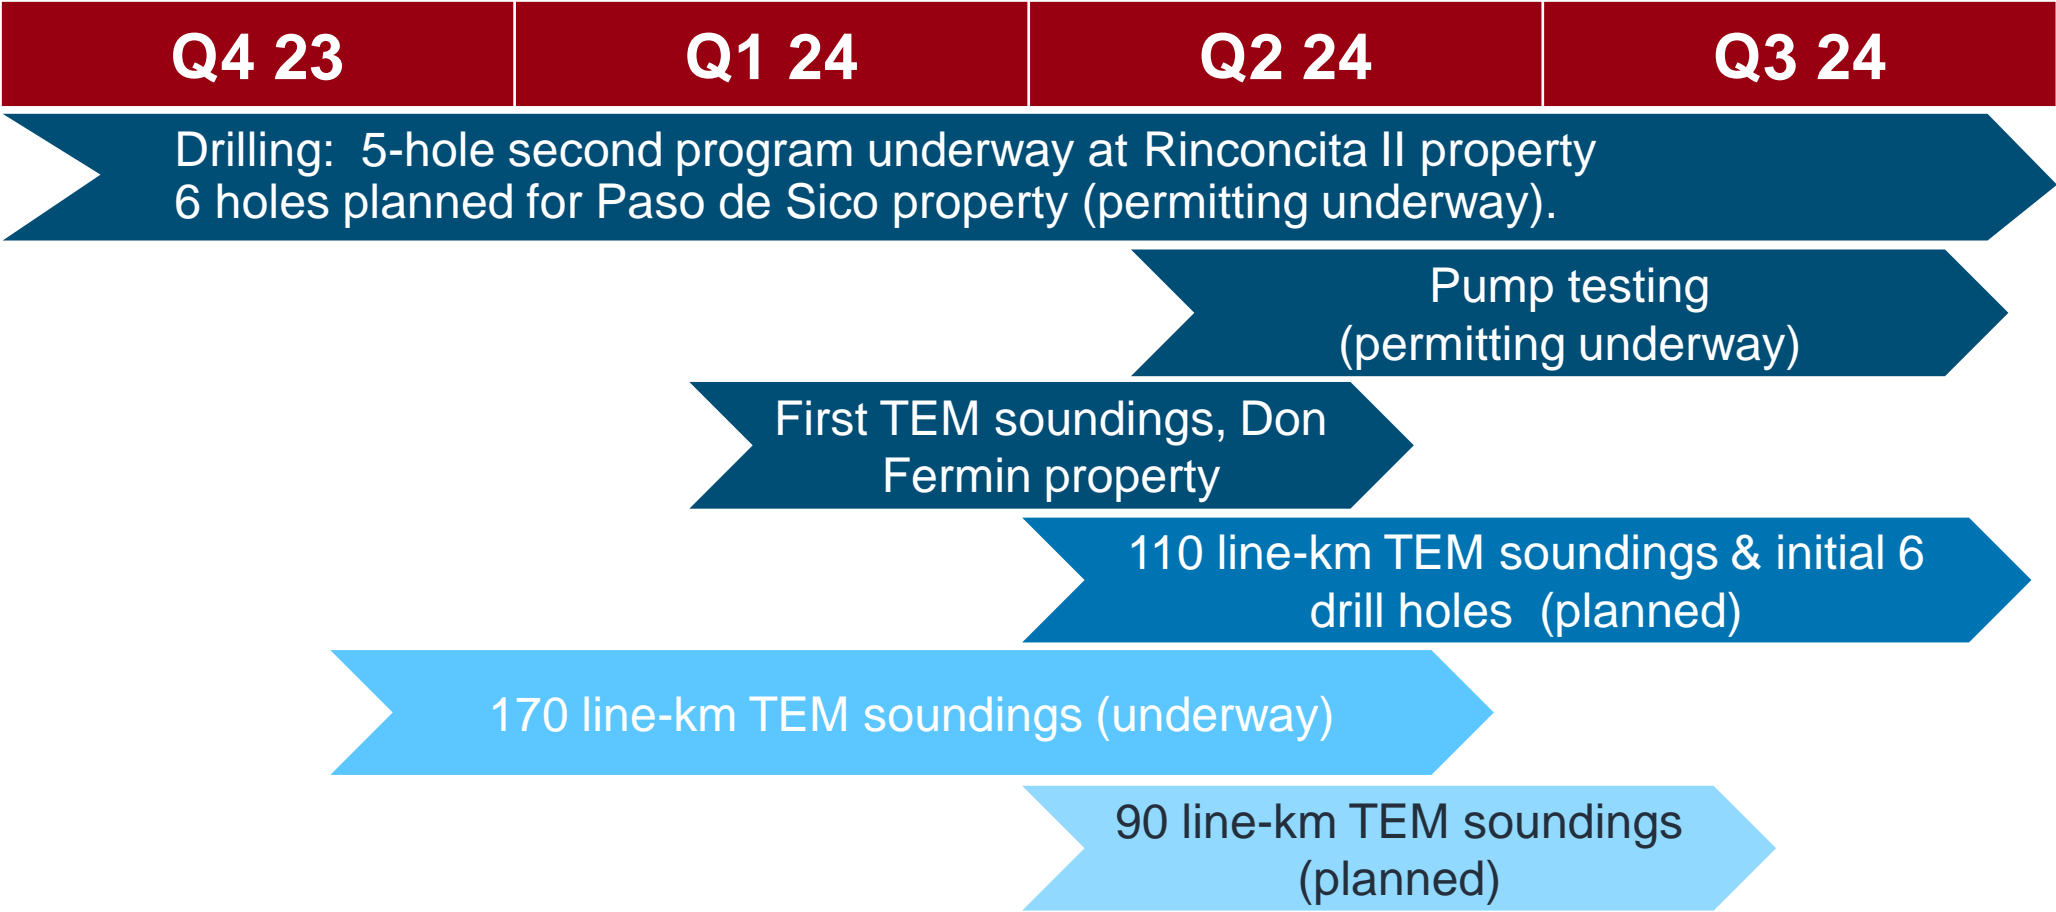 Q4 23
Q1 24
Q2 24
Q3 24
Drilling:  5-hole second program underway at Rinconcita II property
6 holes planned for Paso de Sico property (permitting underway).
Pump testing
(permitting underway)
First TEM soundings, Don
Fermin property
110 line-km TEM soundings & initial 6
drill holes  (planned)
170 line-km TEM soundings (underway)
90 line-km TEM soundings
(planned)